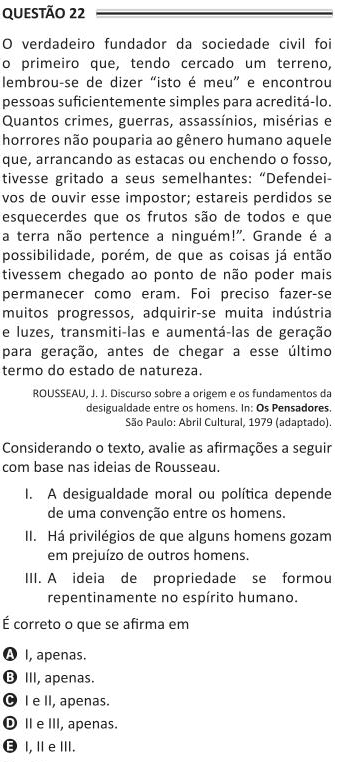 QUESTÃO 22
O verdadeiro fundador da sociedade civil foi
o primeiro que, tendo cercado um terreno,
lembrou-se de dizer “isto é meu” e encontrou
pessoas suficientemente simples para acreditá-lo.
Quantos crimes, guerras, assassínios, misérias e
horrores não pouparia ao gênero humano aquele
que, arrancando as estacas ou enchendo o fosso,
tivesse gritado a seus semelhantes: “Defendei-
vos de ouvir esse impostor; estareis perdidos se
esquecerdes que os frutos são de todos e que
a terra não pertence a ninguém!”. Grande é a
possibilidade, porém, de que as coisas já então
tivessem chegado ao ponto de não poder mais
permanecer como eram. Foi preciso fazer-se
muitos progressos, adquirir-se muita indústria
e luzes, transmiti-las e aumentá-las de geração
para geração, antes de chegar a esse último
termo do estado de natureza.
ROUSSEAU, J. J. Discurso sobre a origem e os fundamentos da
desigualdade entre os homens. In: Os Pensadores.
São Paulo: Abril Cultural, 1979 (adaptado).
Considerando o texto, avalie as afirmações a seguir
com base nas ideias de Rousseau.
I. A desigualdade moral ou política depende
de uma convenção entre os homens.
II. Há privilégios de que alguns homens gozam
em prejuízo de outros homens.
III. A ideia de propriedade se formou
repentinamente no espírito humano.
É correto o que se afirma em
A I, apenas.
B III, apenas.
C I e II, apenas.
D II e III, apenas.
E I, II e III.